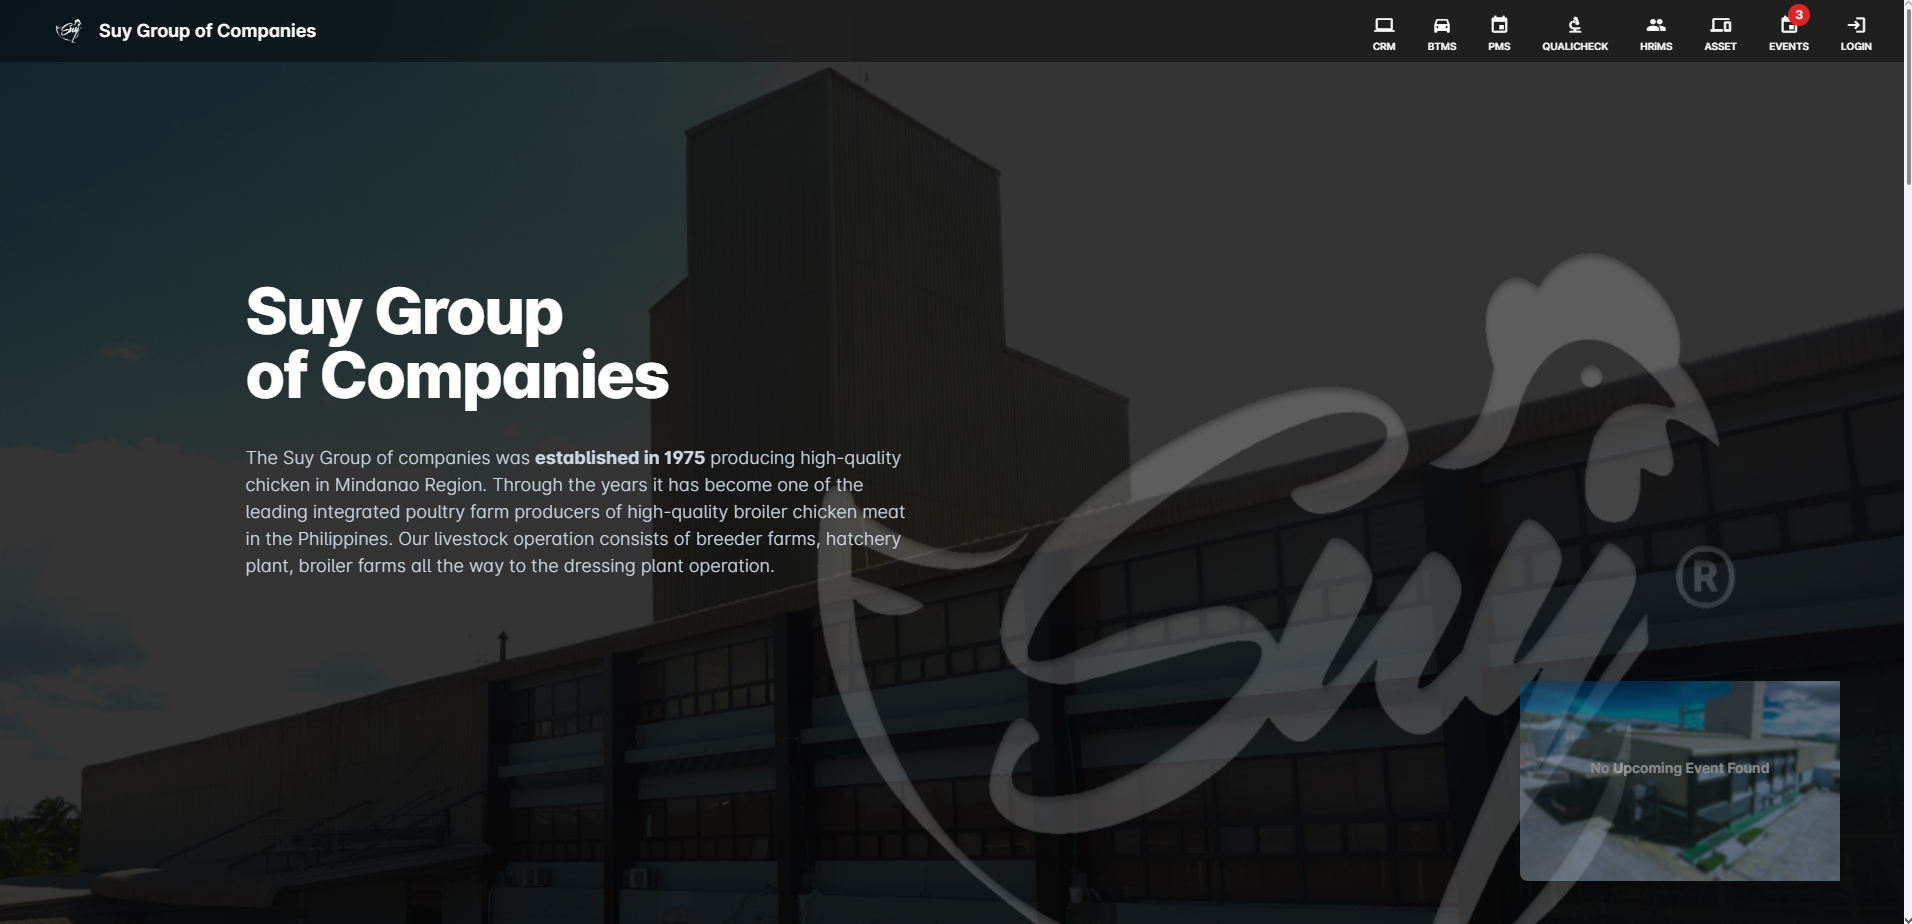 Suy
Suy Group of Companies
CRM
BTMS
PMS
QUALICHECK
HRiMS
ASSET
3
EVENTS
LOGIN
Suy Group
of Companies
The Suy Group of companies was established in 1975 producing high-quality
chicken in Mindanao Region. Through the years it has become one of the
leading integrated poultry farm producers of high-quality broiler chicken meat
in the Philippines. Our livestock operation consists of breeder farms, hatchery
plant, broiler farms all the way to the dressing plant operation.
Suy
®
No Upcoming Event Found